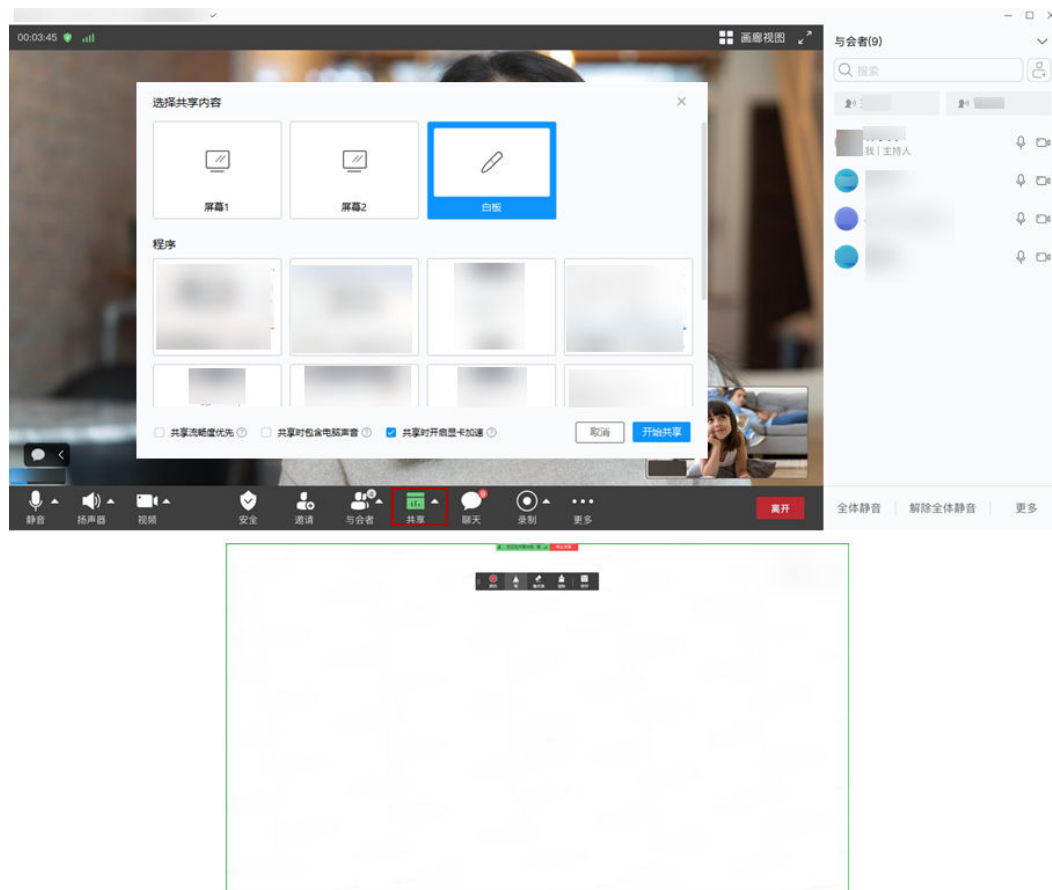 00:03:45
画廊视图
与会者(9)
搜索
选择共享内容
屏幕1
屏幕2
白板
我 | 主持人
程序
共享流畅度优先
共享时包含电脑声音
共享时开启显卡加速
取消
开始共享
静音
扬声器
视频
安全
邀请
4
与会者
共享
聊天
录制
更多
离开
全体静音
解除全体静音
更多